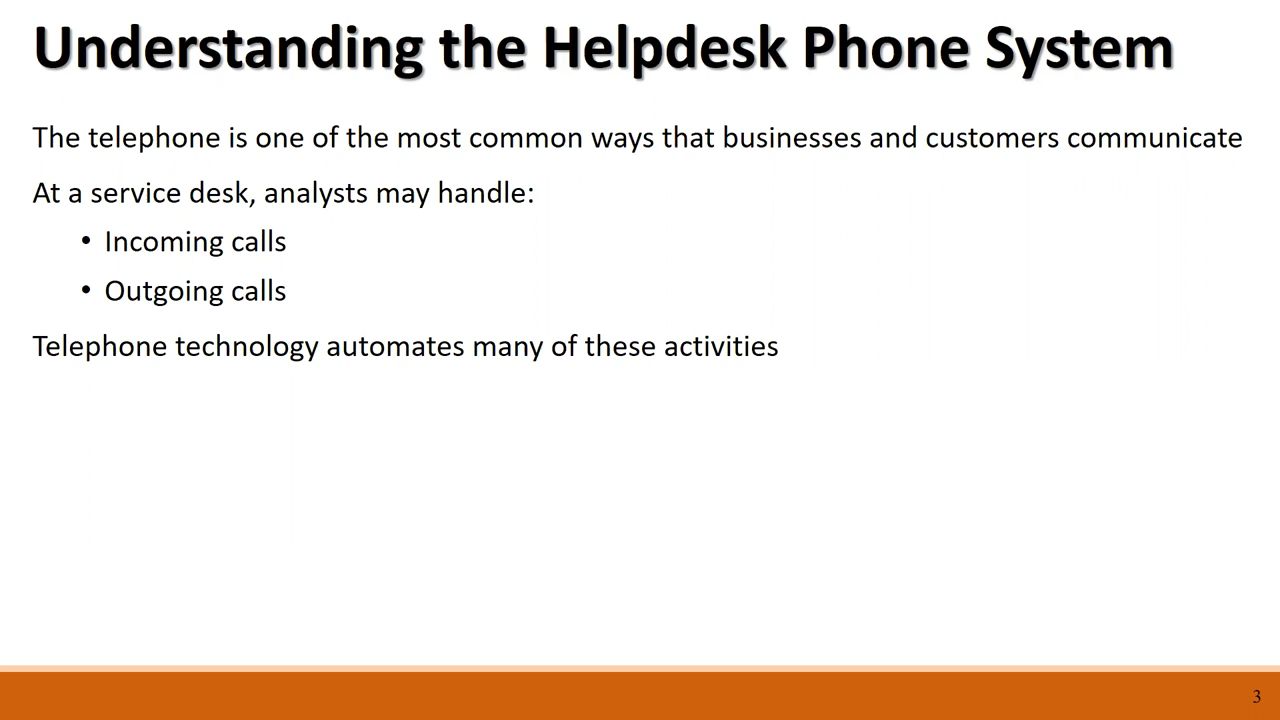 Understanding the Helpdesk Phone System
The telephone is one of the most common ways that businesses and customers communicate
At a service desk, analysts may handle:
• Incoming calls
• Outgoing calls
Telephone technology automates many of these activities
3